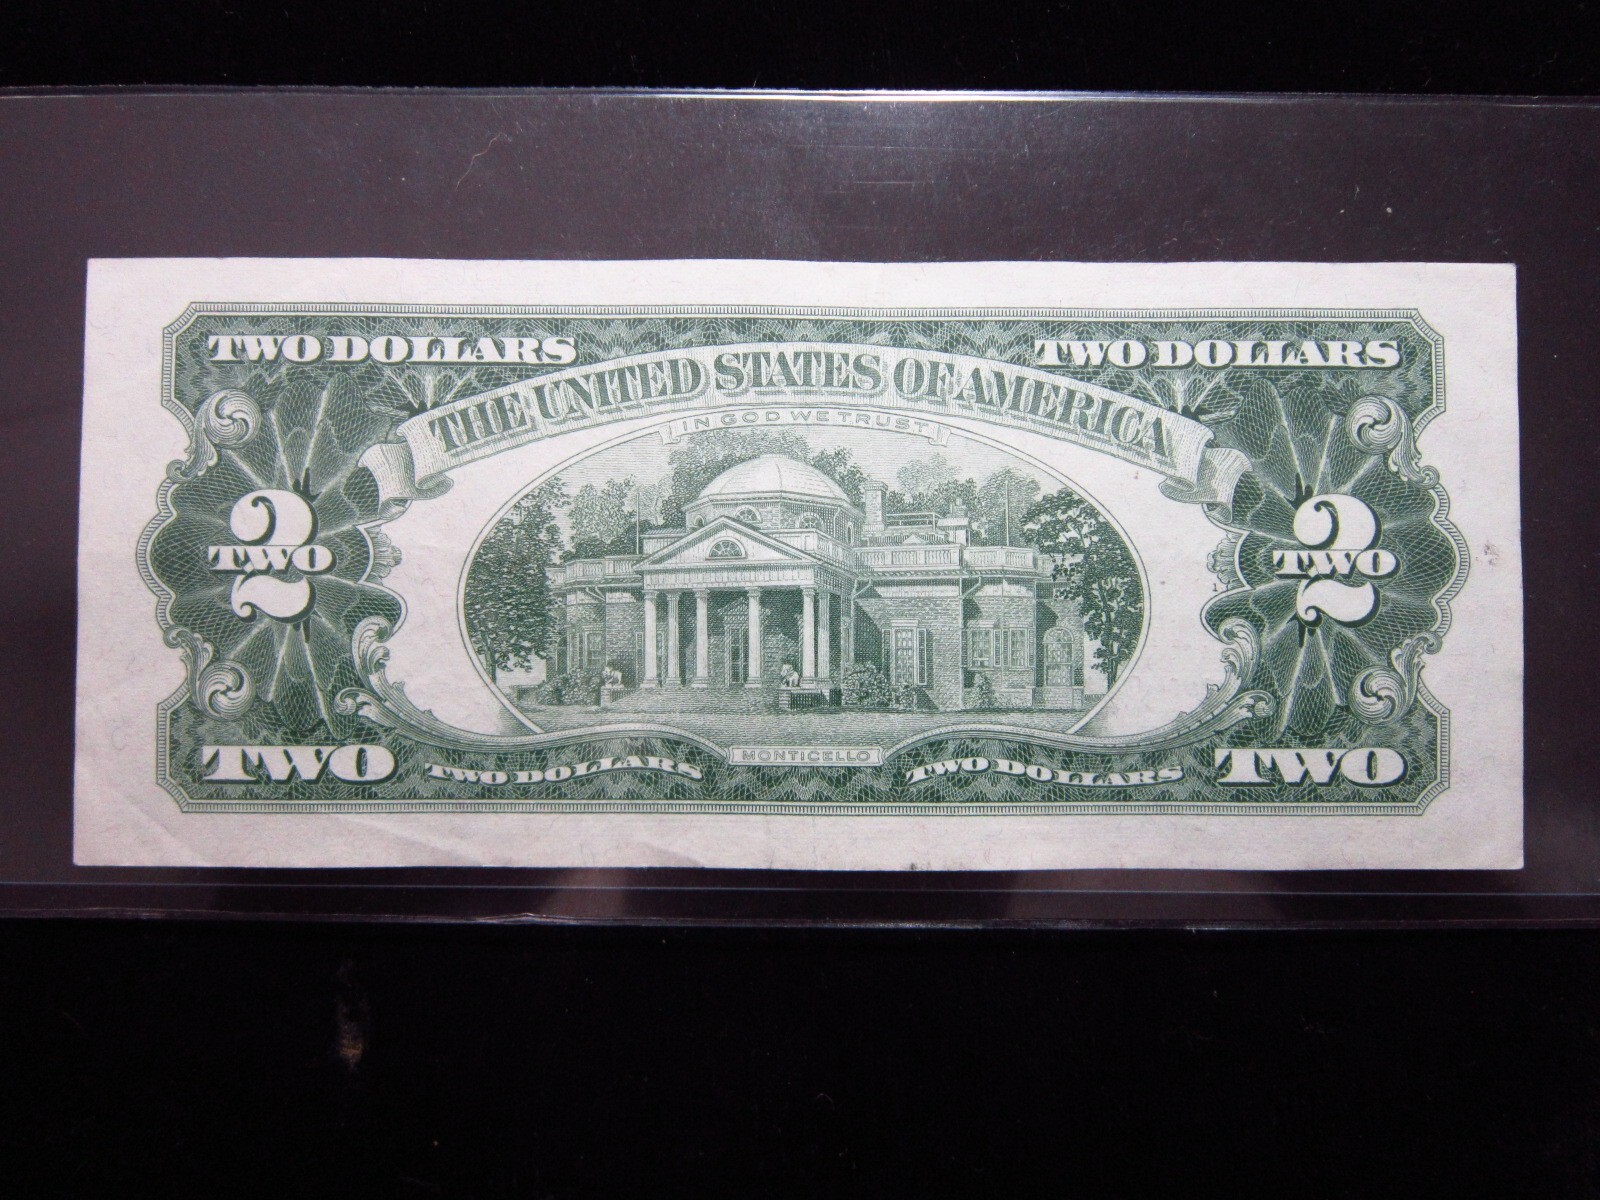 TWO DOLLARS TWO DOLLARS
THE UNITED STATES OF AMERICA
IN GOD WE TRUST
2 TWO 2 TWO
1
MONTICELLO
TWO TWO DOLLARS TWO DOLLARS TWO